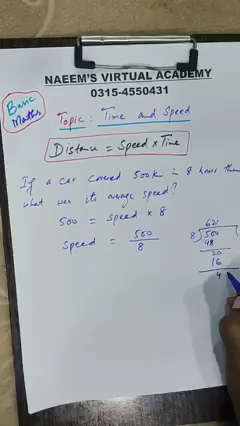 NAEEM'S VIRTUAL ACADEMY
0315-4550431
Basic
Maths
Topic: Time and Speed
Distance = Speed × Time
If a car covered 500k in 8 hours then
what was its average speed?
500 = speed × 8
speed = 500
8
62
8 500
48
20
16
4